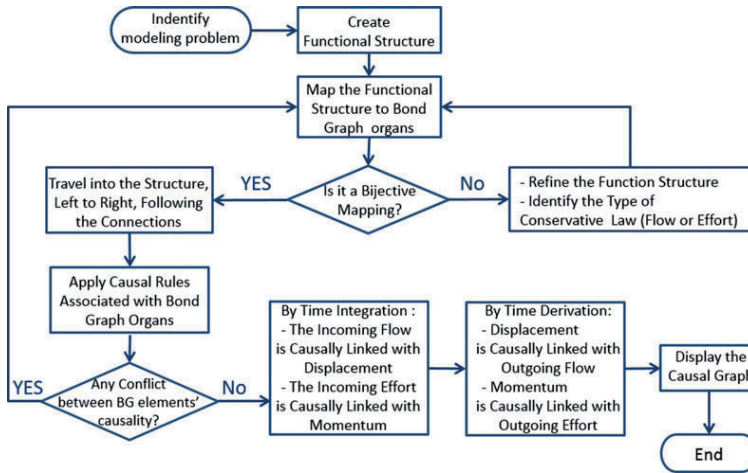 Indentify
modeling problem
Create
Functional Structure
Map the Functional
Structure to Bond
Graph organs
Is it a Bijective
Mapping?
YES
No
Travel into the Structure,
Left to Right, Following
the Connections
- Refine the Function Structure
- Identify the Type of
Conservative Law (Flow or Effort)
Apply Causal Rules
Associated with Bond
Graph Organs
Any Conflict
between BG elements'
causality?
YES
No
By Time Integration :
- The Incoming Flow
is Causally Linked with
Displacement
- The Incoming Effort
is Causally Linked with
Momentum
By Time Derivation:
- Displacement
is Causally Linked with
Outgoing Flow
- Momentum
is Causally Linked with
Outgoing Effort
Display the
Causal Graph
End